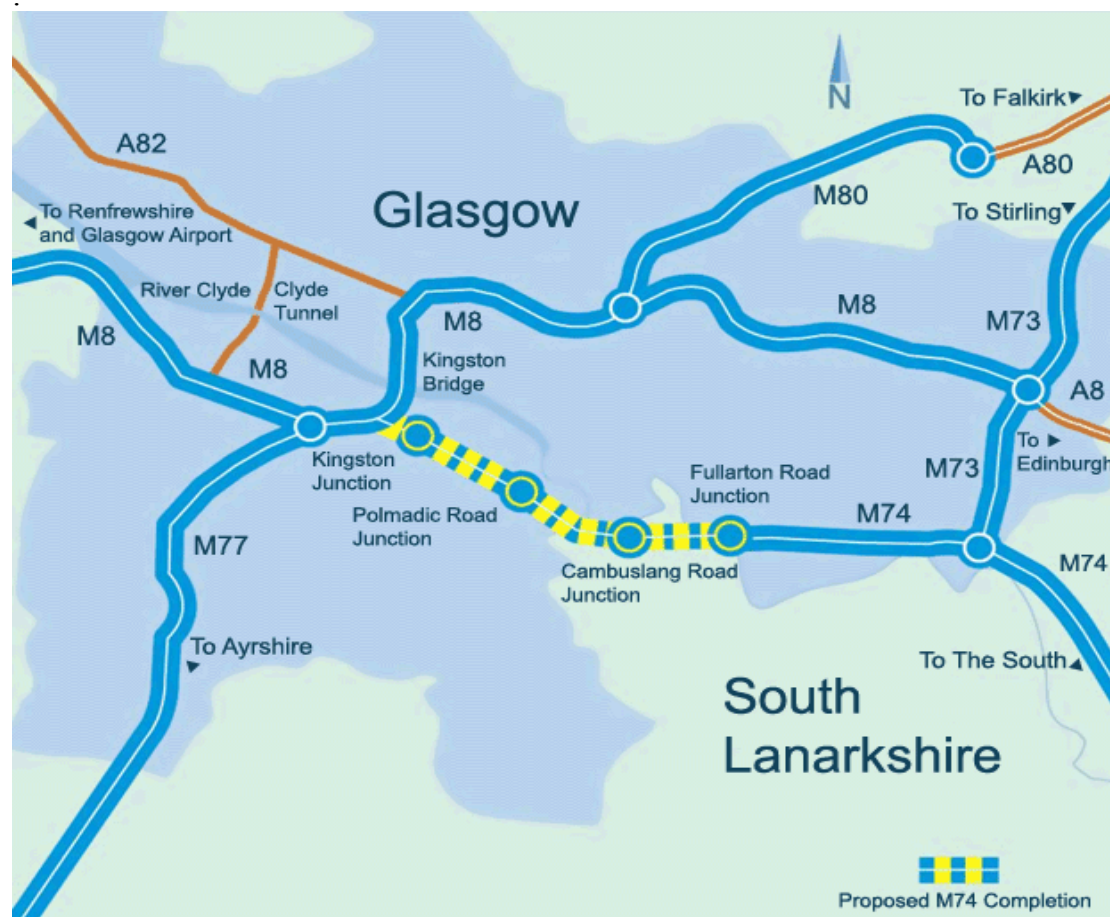 N
To Falkirk
A80
A82
M80
Glasgow
To Stirling
To Renfrewshire
and Glasgow Airport
River Clyde
Clyde
Tunnel
M8
M8
M73
M8
M8
Kingston
Bridge
A8
To
Edinburgh
Kingston
Junction
Fullarton Road
Junction
M73
Polmadic Road
Junction
M74
M77
Cambuslang Road
Junction
M74
To Ayrshire
To The South
South
Lanarkshire
Proposed M74 Completion